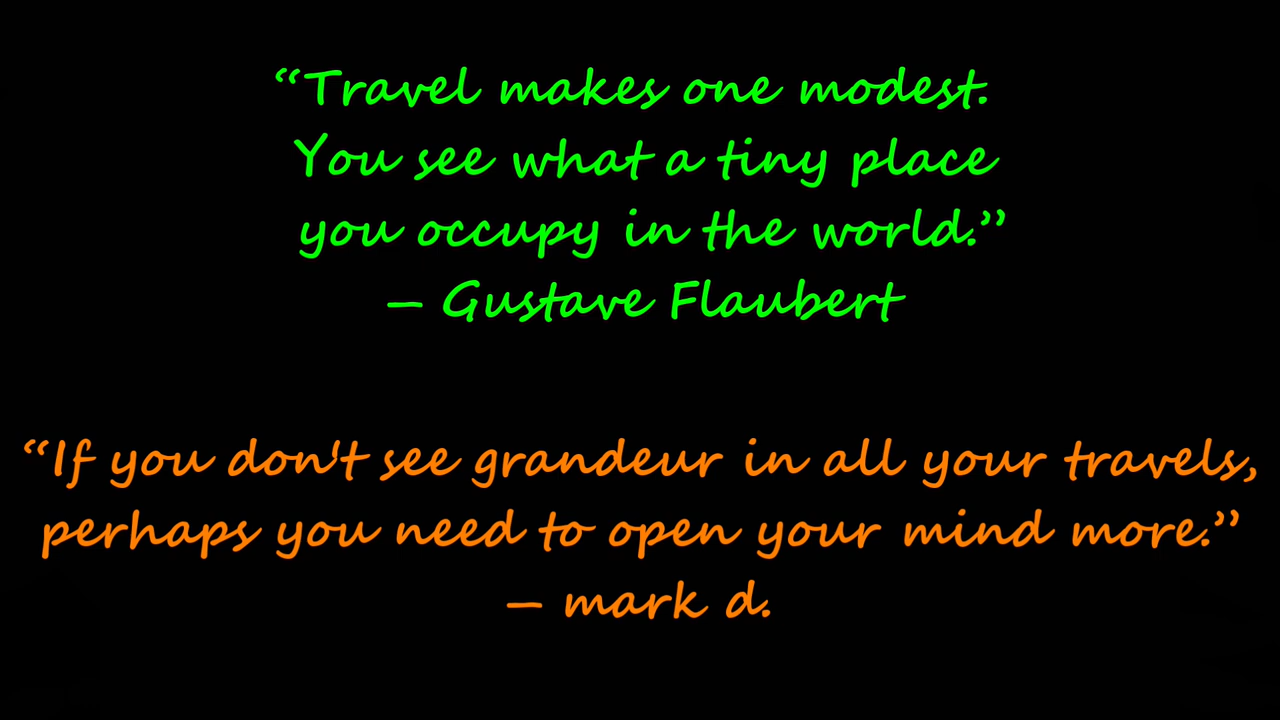 “Travel makes one modest.
You see what a tiny place
you occupy in the world.”
– Gustave Flaubert
“If you don't see grandeur in all your travels,
perhaps you need to open your mind more.”
– mark d.